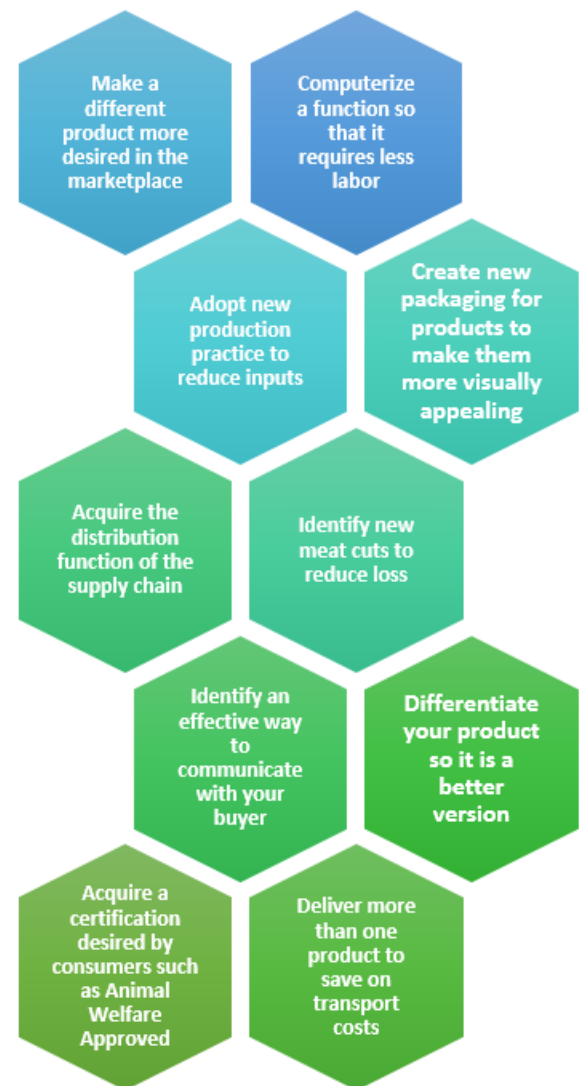 Make a
different
product more
desired in the
marketplace
Computerize
a function so
that it
requires less
labor
Adopt new
production
practice to
reduce inputs
Create new
packaging for
products to
make them
more visually
appealing
Acquire the
distribution
function of the
supply chain
Identify new
meat cuts to
reduce loss
Identify an
effective way
to
communicate
with your
buyer
Differentiate
your product
so it is a
better
version
Acquire a
certification
desired by
consumers such
as Animal
Welfare
Approved
Deliver more
than one
product to
save on
transport
costs